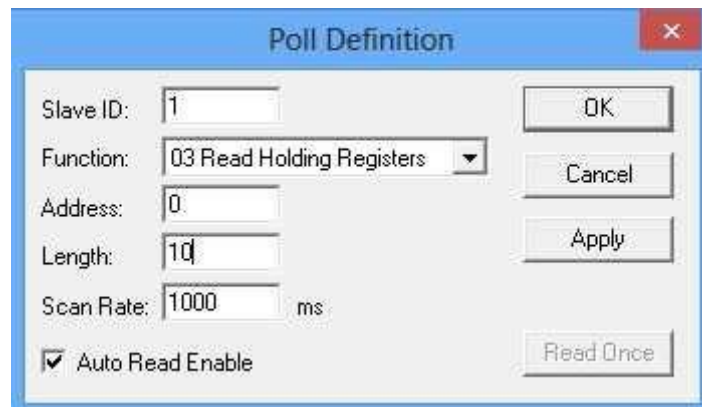 Poll Definition
Slave ID: 1
OK
Function: 03 Read Holding Registers
Cancel
Address: 0
Length: 10
Apply
Scan Rate: 1000 ms
Auto Read Enable
Read Once